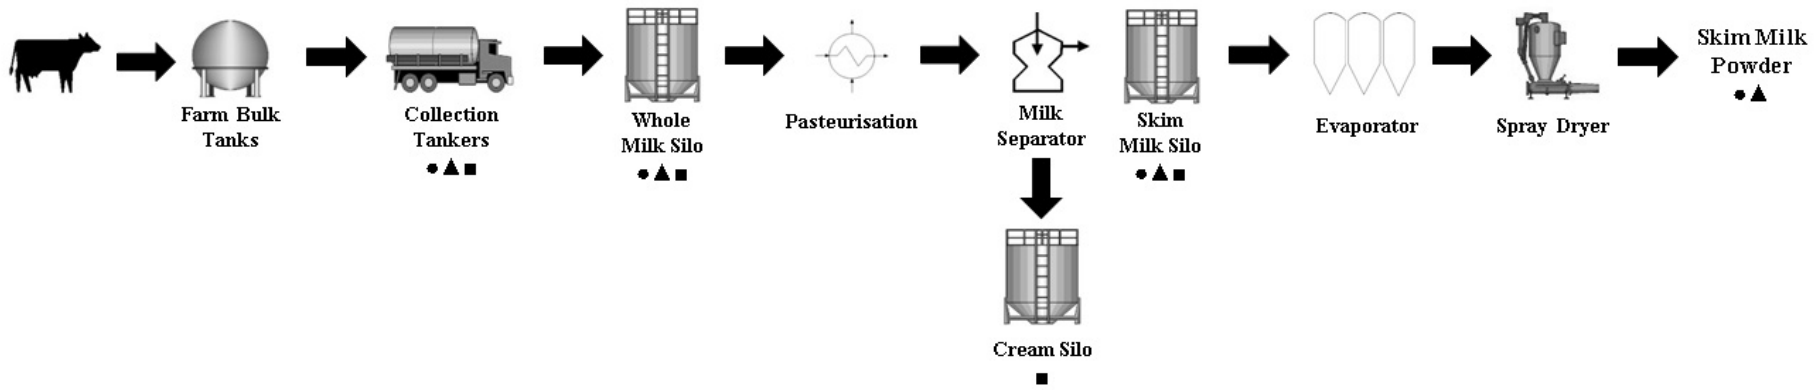 Farm Bulk
Tanks
Collection
Tankers
Whole
Milk Silo
Pasteurisation
Milk
Separator
Skim
Milk Silo
Evaporator
Spray Dryer
Skim Milk
Powder
Cream Silo